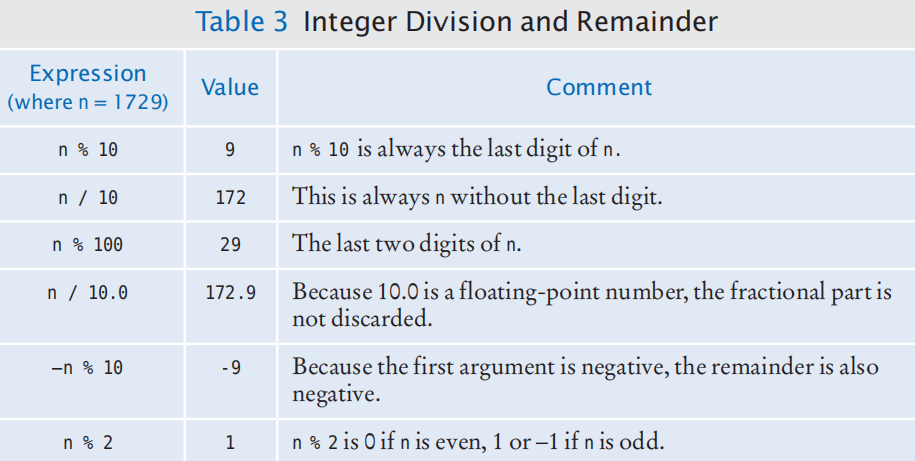 Table 3 Integer Division and Remainder
Expression
(where n = 1729)
Value
Comment
n % 10
9
n % 10 is always the last digit of n.
n / 10
172
This is always n without the last digit.
n % 100
29
The last two digits of n.
n / 10.0
172.9
Because 10.0 is a floating-point number, the fractional part is
not discarded.
–n % 10
-9
Because the first argument is negative, the remainder is also
negative.
n % 2
1
n % 2 is 0 if n is even, 1 or –1 if n is odd.